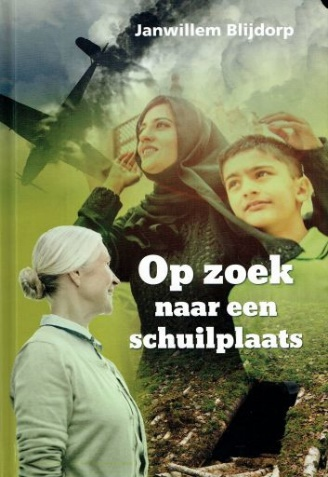 Janwillem Blijdorp
Op zoek
naar een
schuilplaats